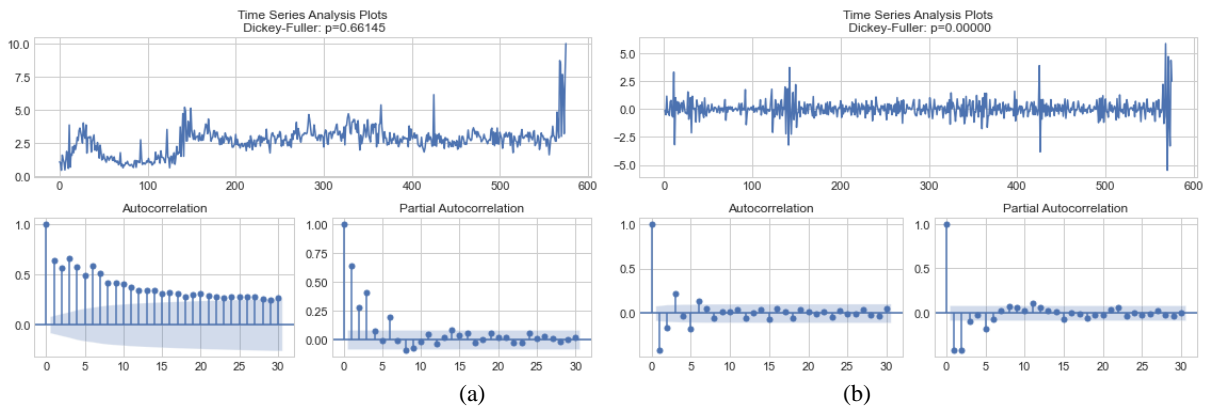 Time Series Analysis Plots
Dickey-Fuller: p=0.66145
10.0
7.5
5.0
2.5
0.0
0 100 200 300 400 500 600
Autocorrelation
1.0
0.5
0.0
0 5 10 15 20 25 30
Partial Autocorrelation
1.00
0.75
0.50
0.25
0.00
0 5 10 15 20 25 30
(a)
Time Series Analysis Plots
Dickey-Fuller: p=0.00000
5.0
2.5
0.0
−2.5
−5.0
0 100 200 300 400 500 600
Autocorrelation
1.0
0.5
0.0
0 5 10 15 20 25 30
Partial Autocorrelation
1.0
0.5
0.0
0 5 10 15 20 25 30
(b)